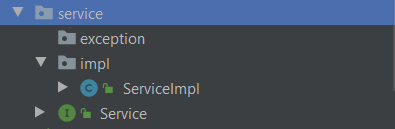 service
exception
impl
C ServiceImpl
I Service